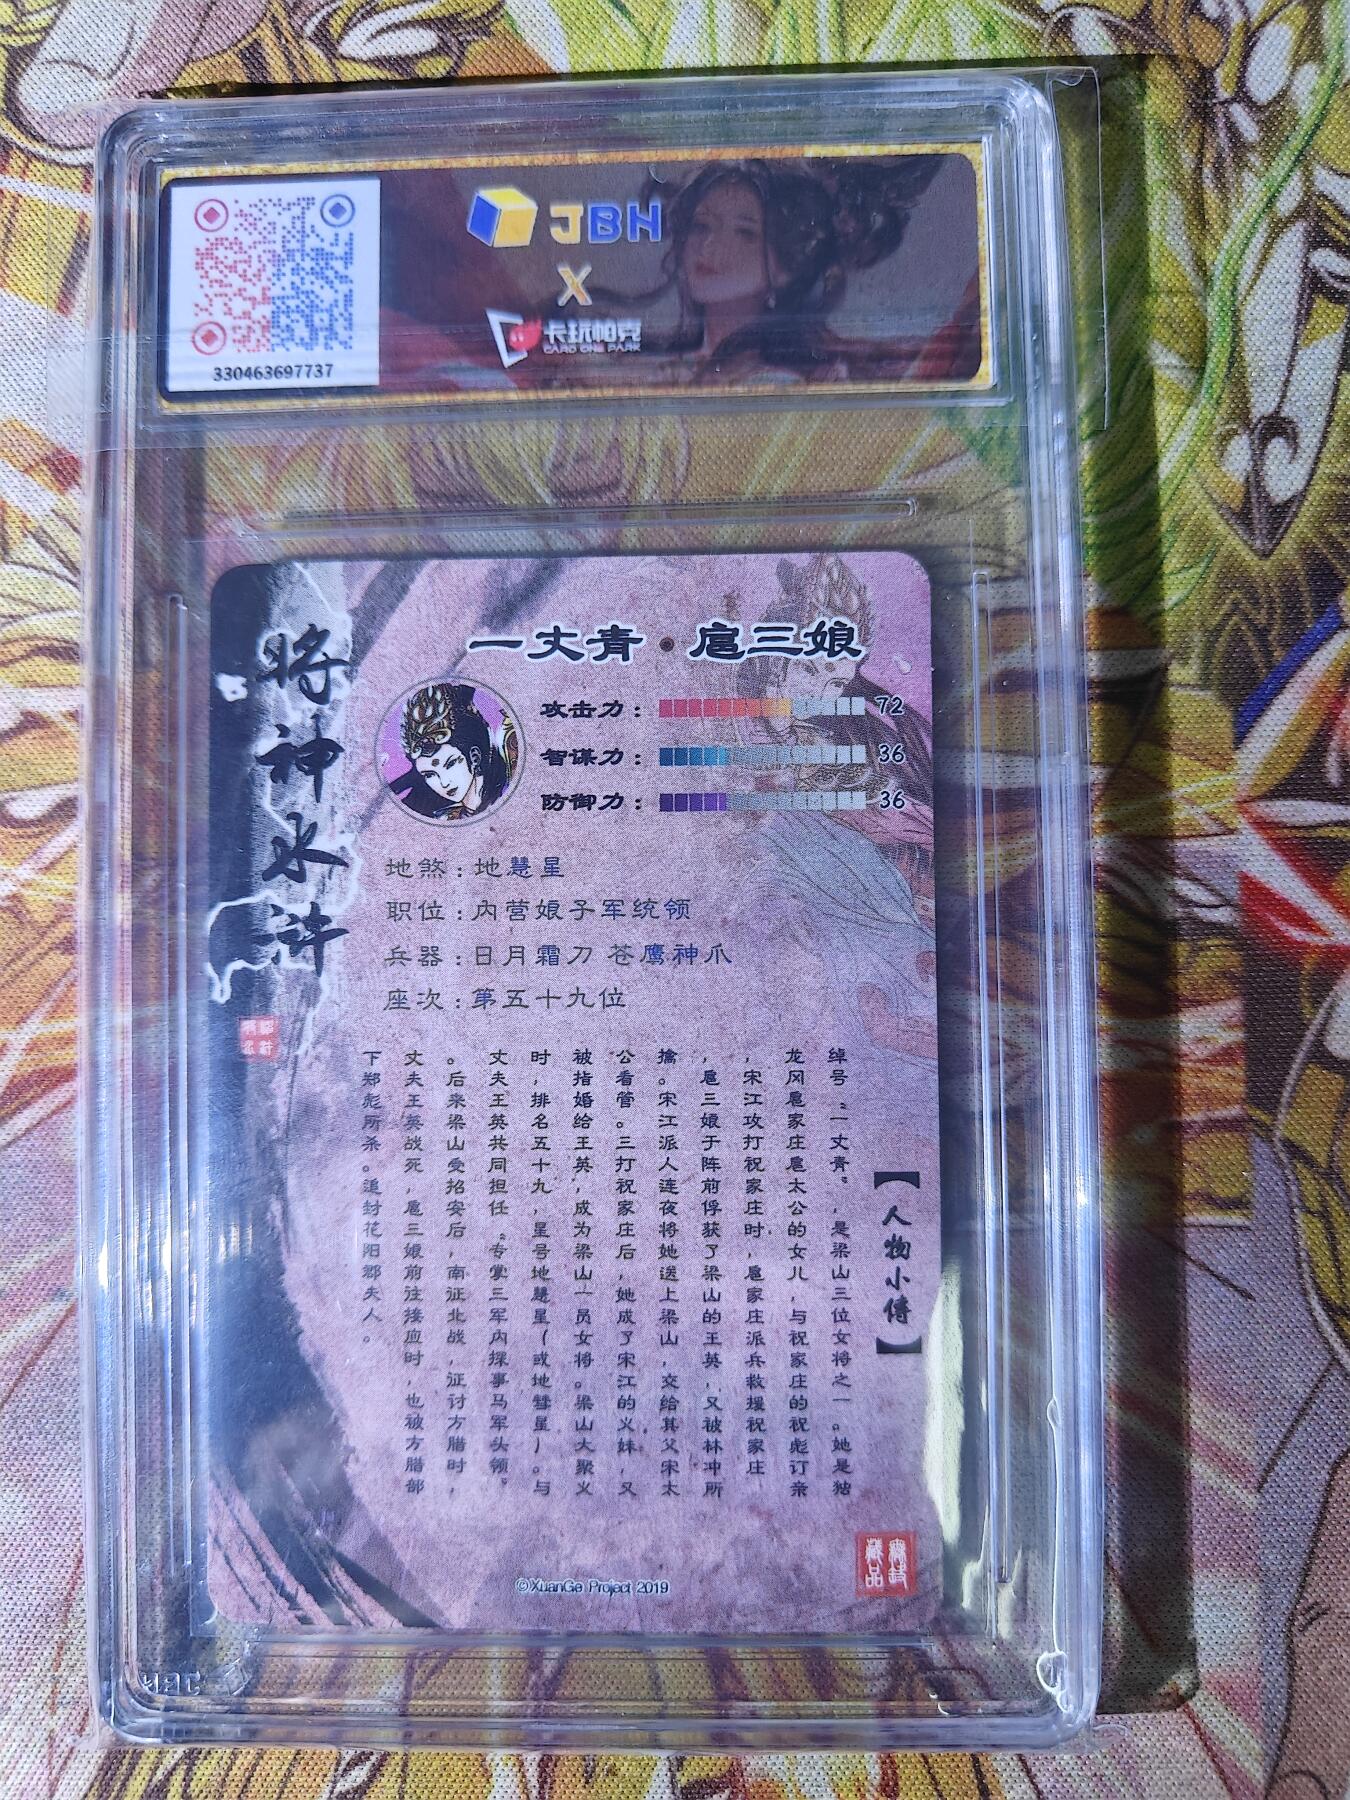 JBH
X
卡玩帕克
CARD ONE PARK
330463697737
将神水浒
一丈青·扈三娘
攻击力：72
智谋力：36
防御力：36
地煞：地慧星
职位：内营娘子军统领
兵器：日月霜刀 苍鹰神爪
座次：第五十九位
【人物小传】
绰号“一丈青”，是梁山三位女将之一。她是独
龙冈扈家庄扈太公的女儿，与祝家庄的祝彪订亲
，宋江攻打祝家庄时，扈家庄派兵救援祝家庄
，扈三娘于阵前俘获了梁山的王英，又被林冲所
擒。宋江派人连夜将她送上梁山，交给其父宋太
公看管。三打祝家庄后，她成了宋江的义妹，又
被指婚给王英，成为梁山一员女将。梁山大聚义
时，排名五十九，星号地慧星（或地彗星）。与
丈夫王英共同担任“专掌三军内探事马军头领”
。后来梁山受招安后，南征北战，征讨方腊时，
丈夫王英战死，扈三娘前往接应时，也被方腊部
下郑彪所杀。追封花阳郡夫人。
©XuanGe Project 2019